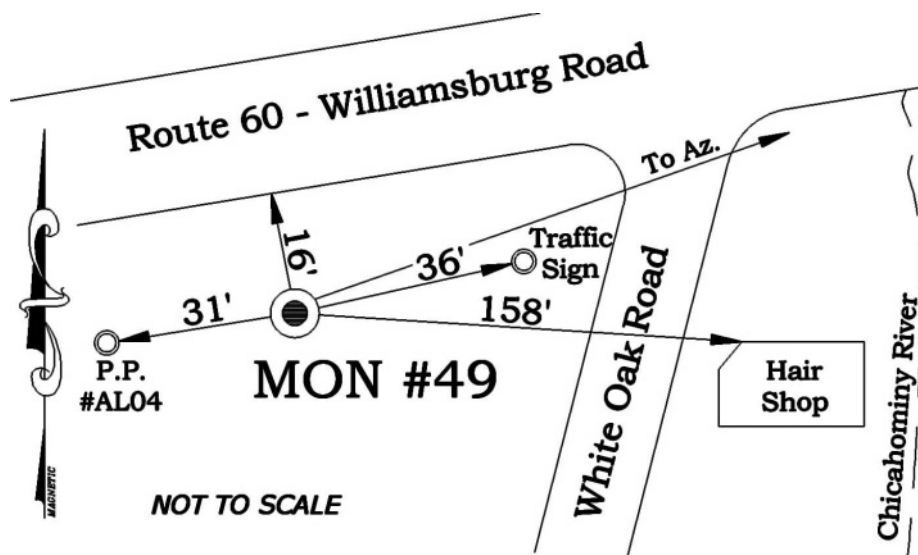 Route 60 - Williamsburg Road
To Az.
16'
36'
Traffic
Sign
31'
158'
P.P.
#AL04
MON #49
Hair
Shop
White Oak Road
Chicahominy River
MAGNETIC
NOT TO SCALE